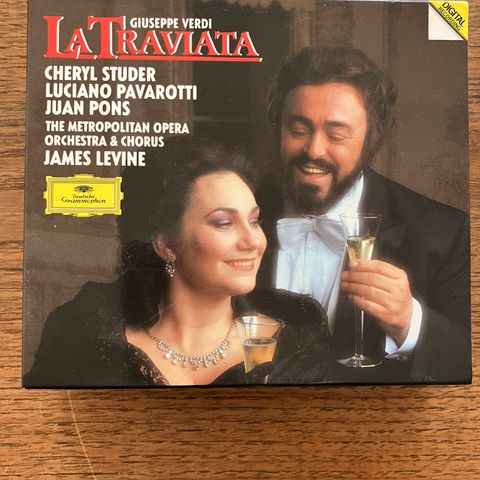 GIUSEPPE VERDI
LA TRAVIATA
CHERYL STUDER
LUCIANO PAVAROTTI
JUAN PONS
THE METROPOLITAN OPERA
ORCHESTRA & CHORUS
JAMES LEVINE
Deutsche
Grammophon
DIGITAL
RECORDING